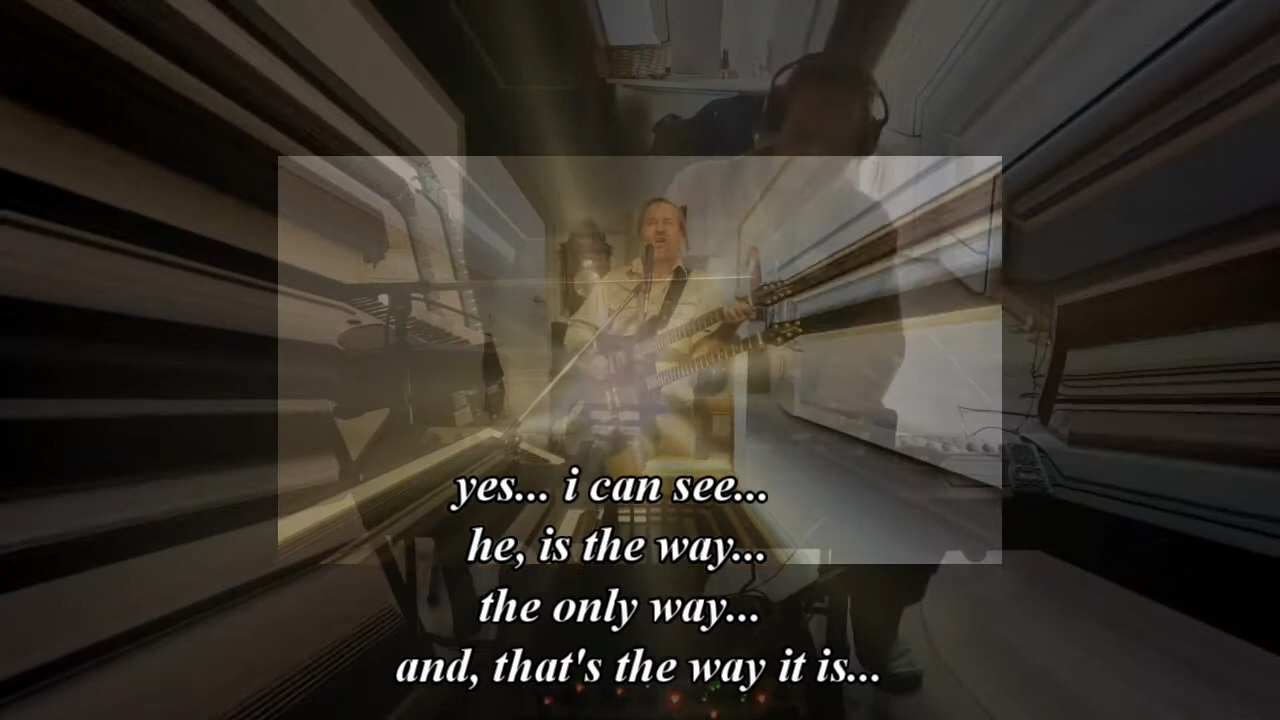 yes... i can see...
he, is the way...
the only way...
and, that's the way it is...